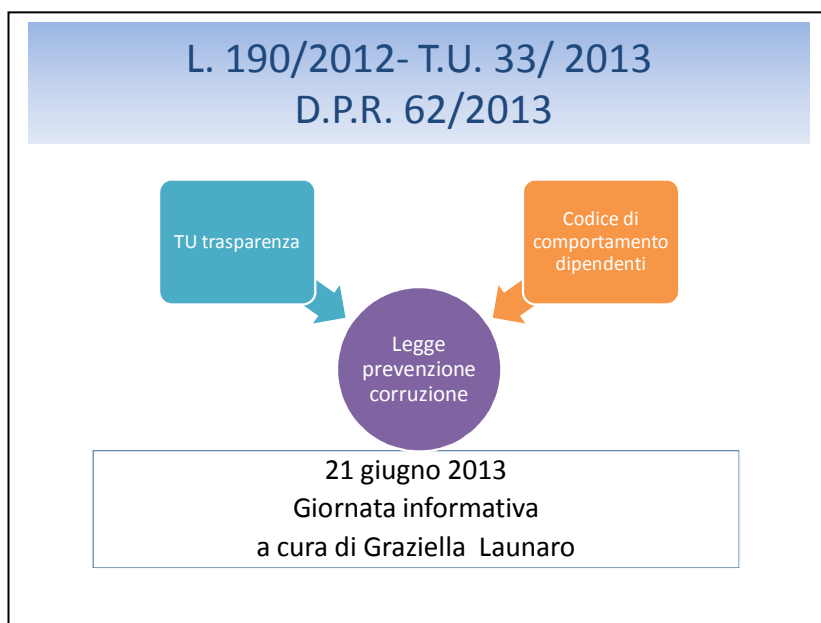 L. 190/2012- T.U. 33/ 2013
D.P.R. 62/2013
TU trasparenza
Codice di
comportamento
dipendenti
Legge
prevenzione
corruzione
21 giugno 2013
Giornata informativa
a cura di Graziella  Launaro